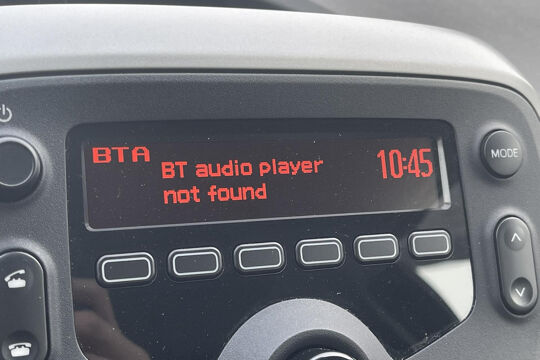 BTA
BT audio player
not found
10:45
MODE